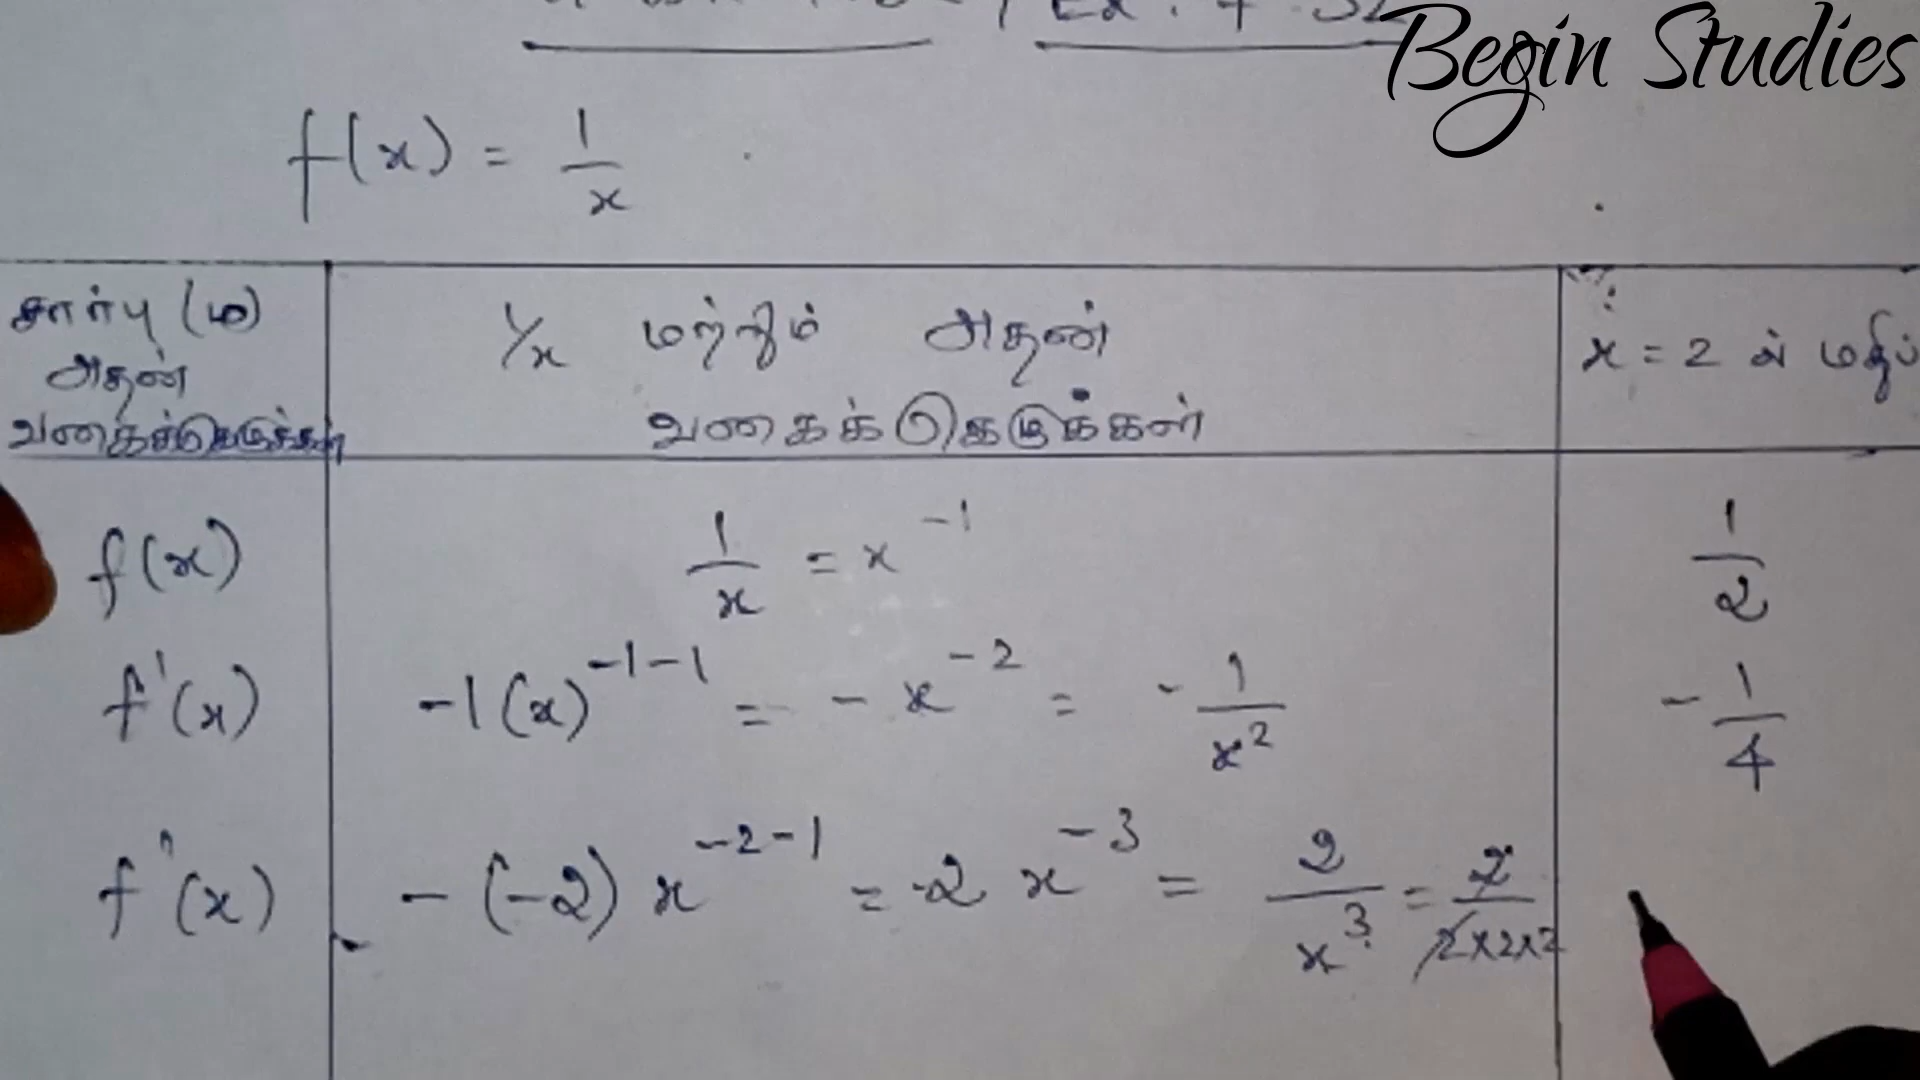 Begin Studies
f(x) = 1/x
சார்பு (ம) அதன் வகைக்கெழுக்கள்
1/x மற்றும் அதன் வகைக்கெழுக்கள்
x = 2 ல்
f(x) 1/x = x^-1 1/2
f'(x) -1(x)^-1-1 = -x^-2 = -1/x^2 -1/4
f''(x) -(-2) x^-2-1 = 2 x^-3 = 2/x^3 = 2/2x2x2